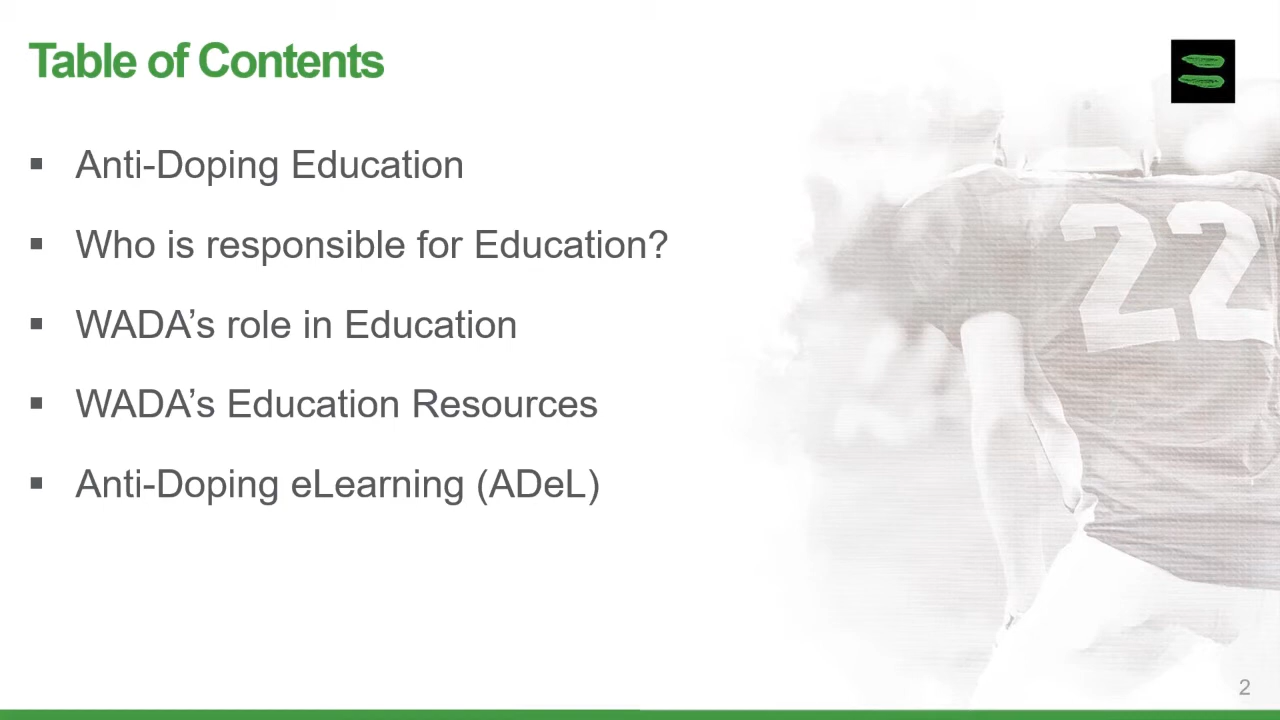 Table of Contents
Anti-Doping Education
Who is responsible for Education?
WADA’s role in Education
WADA’s Education Resources
Anti-Doping eLearning (ADeL)
22
2